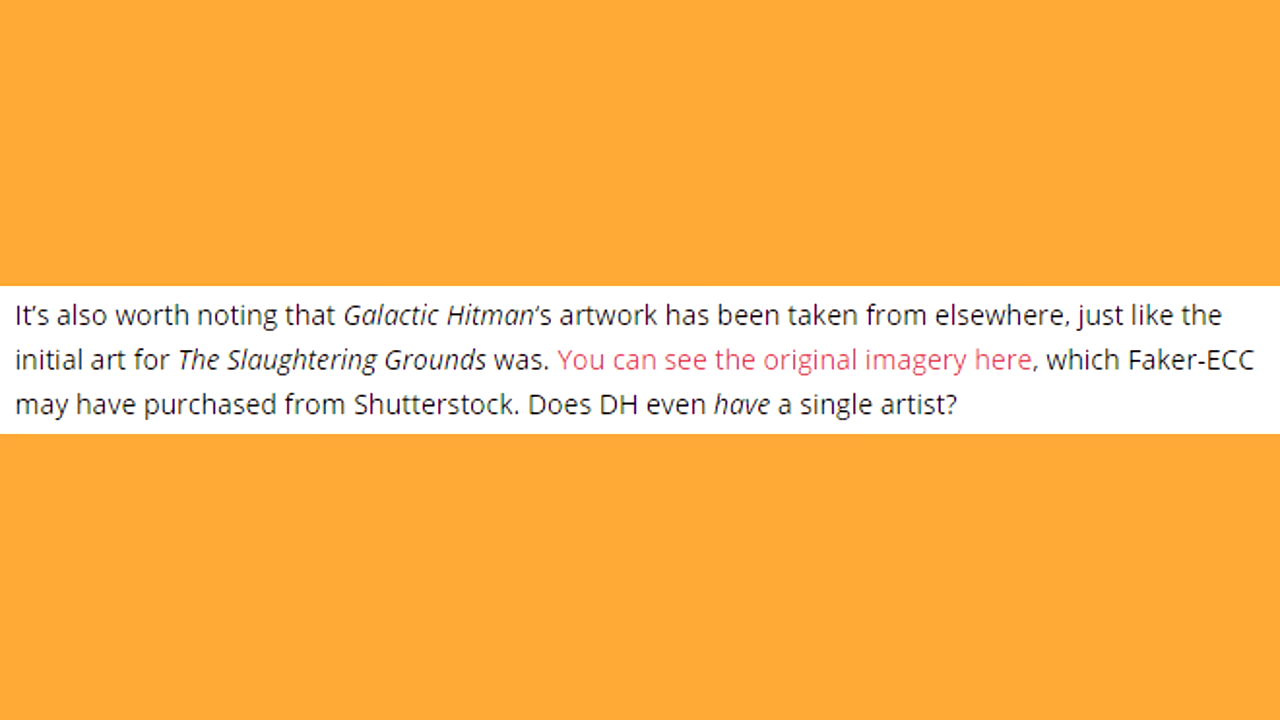 It's also worth noting that Galactic Hitman's artwork has been taken from elsewhere, just like the
initial art for The Slaughtering Grounds was. You can see the original imagery here, which Faker-ECC
may have purchased from Shutterstock. Does DH even have a single artist?